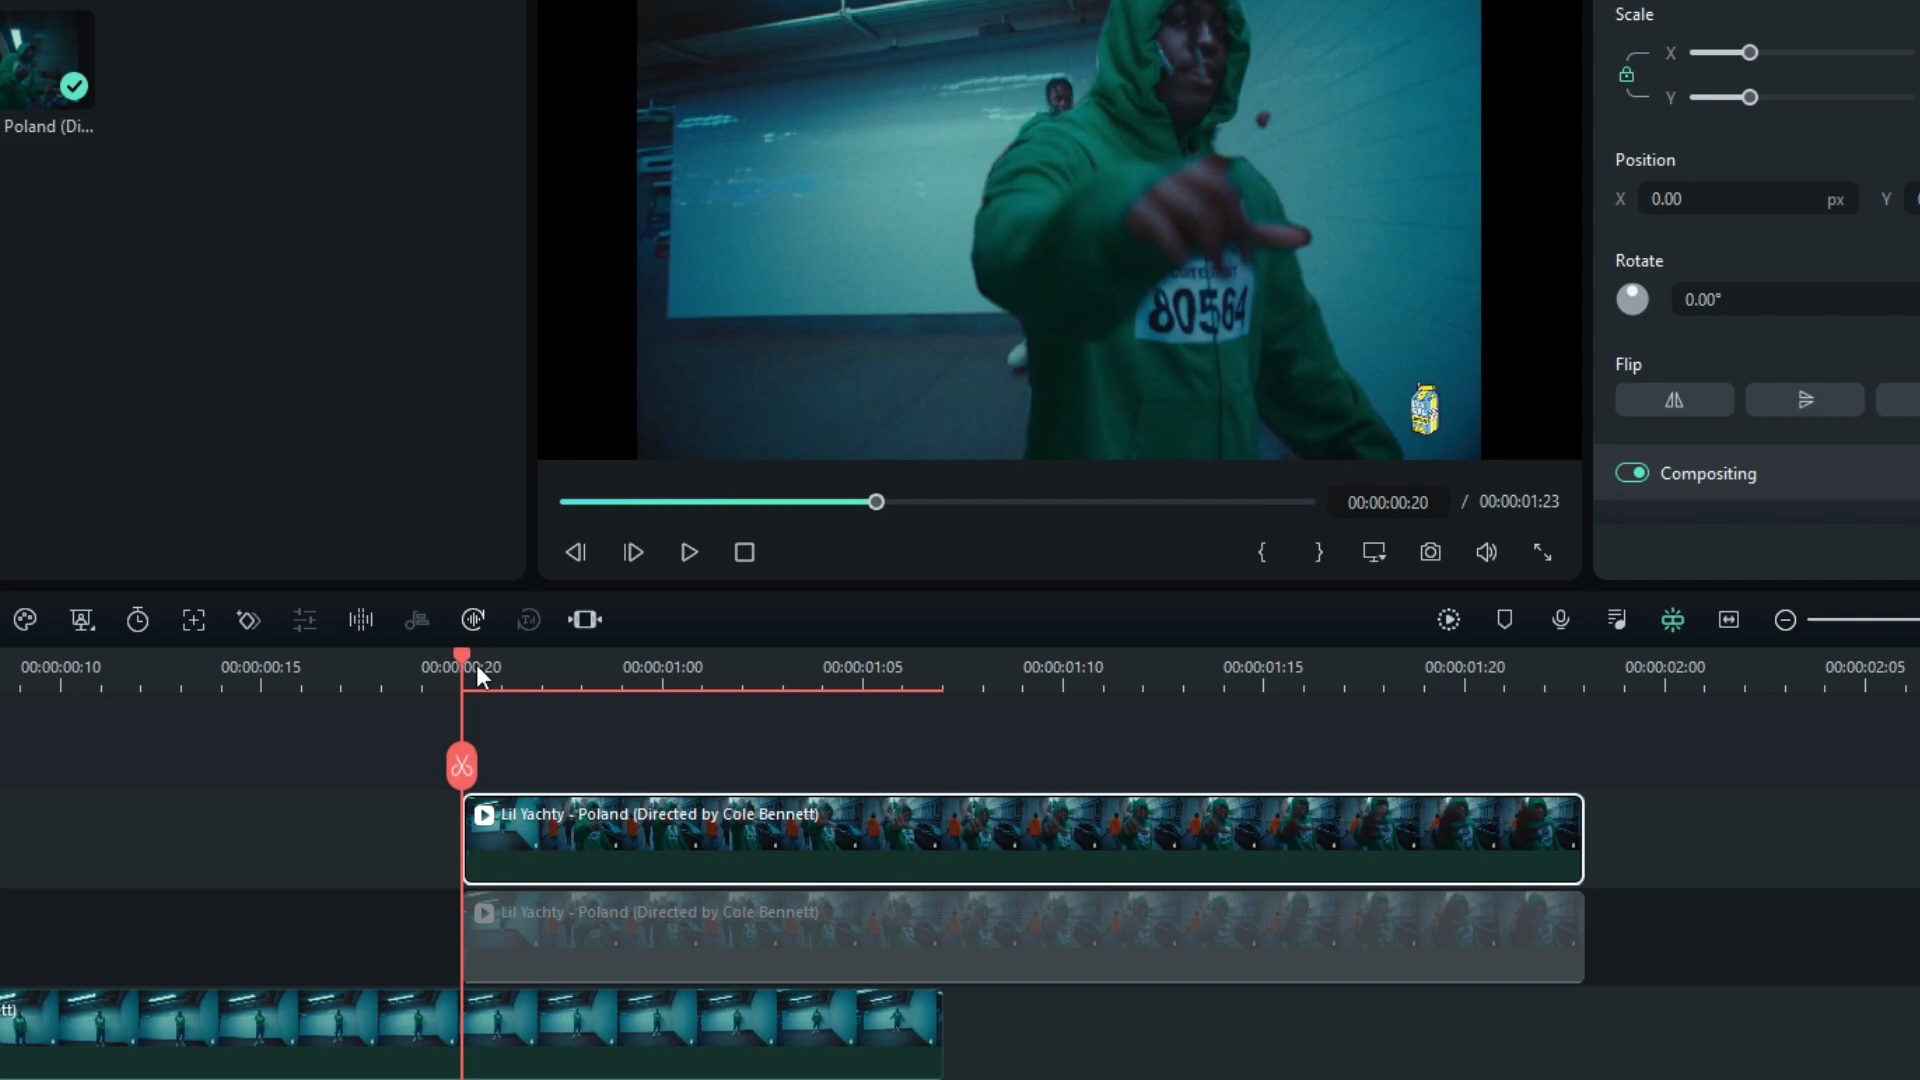 Poland (Di...
80564
Scale
X
Y
Position
X 0.00 px Y
Rotate
0.00°
Flip
Compositing
00:00:00:20 / 00:00:01:23
00:00:00:10 00:00:00:15 00:00:00:20 00:00:01:00 00:00:01:05 00:00:01:10 00:00:01:15 00:00:01:20 00:00:02:00 00:00:02:05
Lil Yachty - Poland (Directed by Cole Bennett)
Lil Yachty - Poland (Directed by Cole Bennett)
tt)